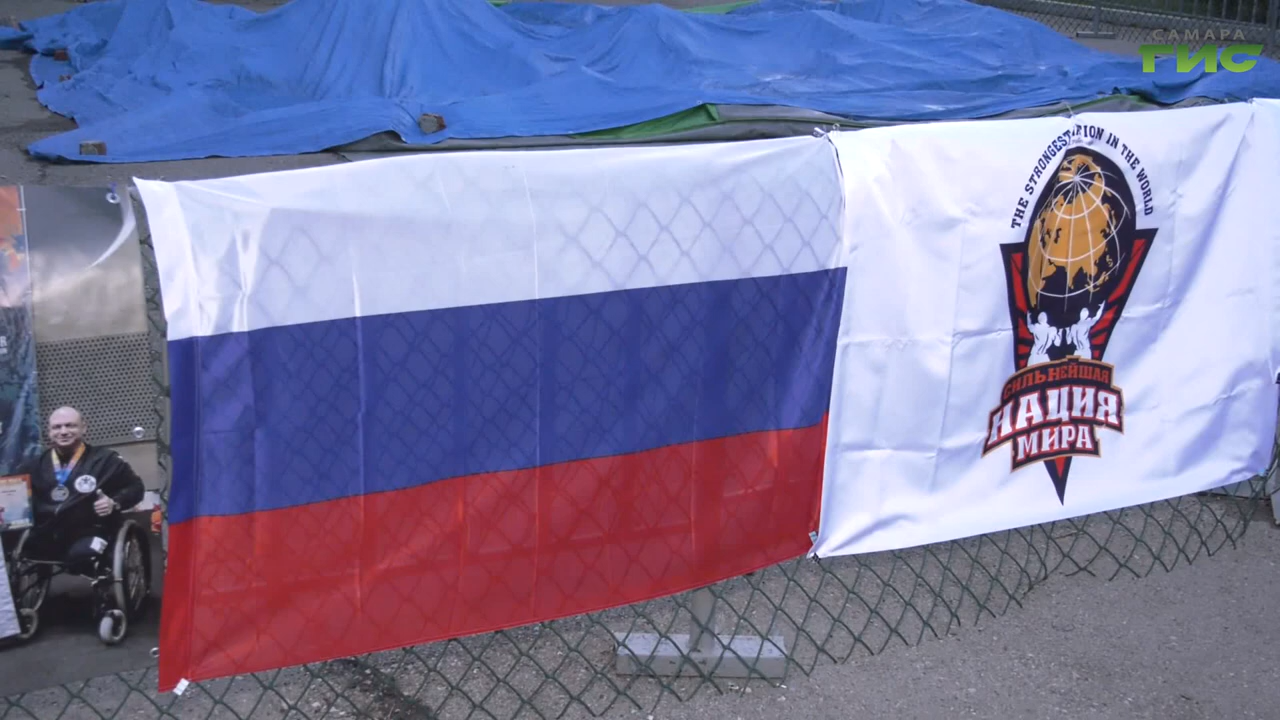 САМАРА
ГИС
THE STRONGEST NATION IN THE WORLD
СИЛЬНЕЙШАЯ
НАЦИЯ
МИРА